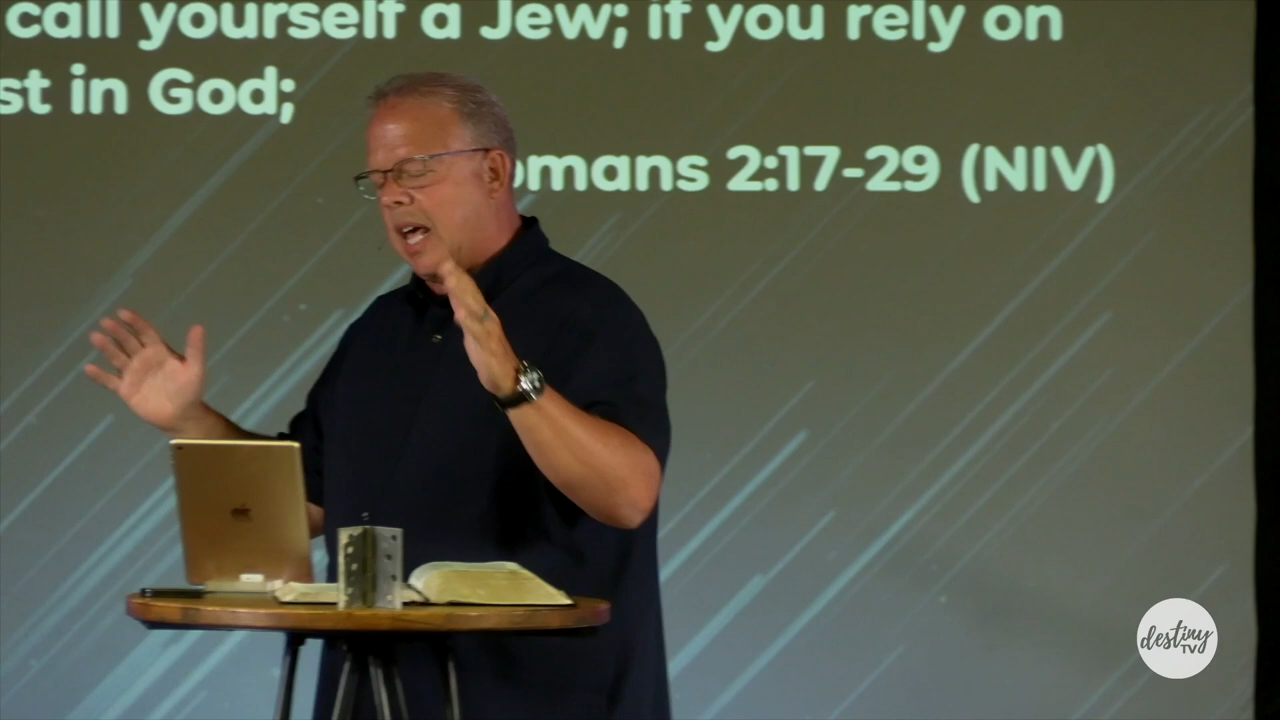 call yourself a Jew; if you rely on
st in God;
omans 2:17-29 (NIV)
destiny
TV